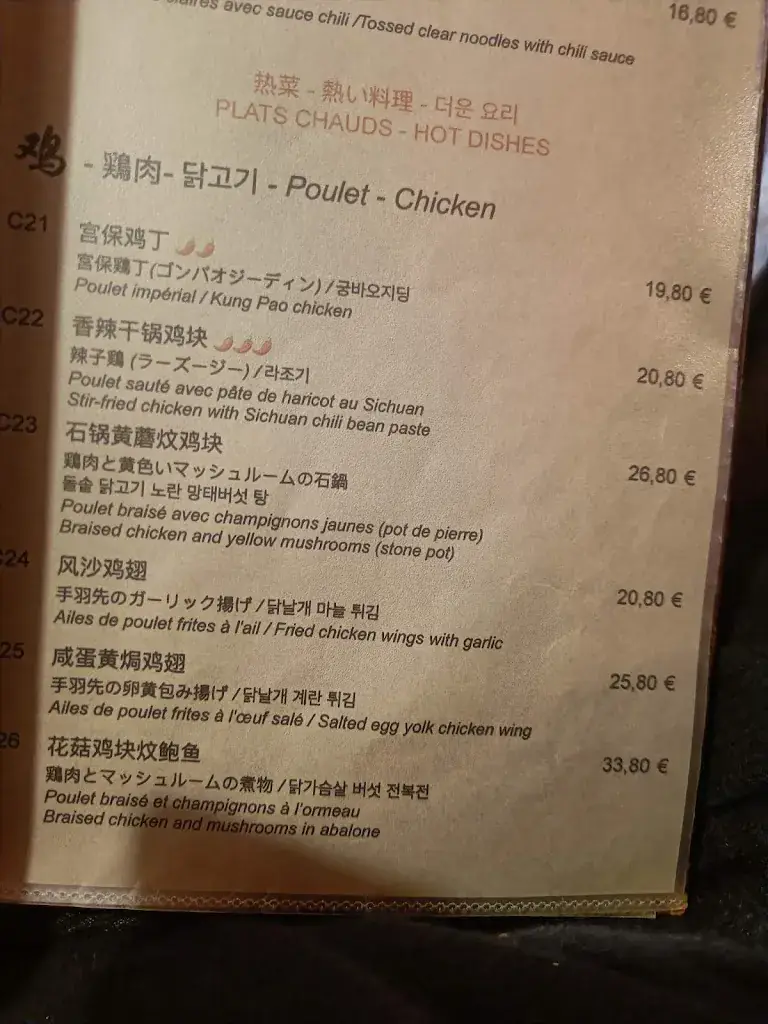 claires avec sauce chili /Tossed clear noodles with chili sauce
16,80 €
热菜 - 熱い料理 - 더운 요리
PLATS CHAUDS - HOT DISHES
鸡 - 鶏肉- 닭고기 - Poulet - Chicken
C21 宫保鸡丁
宮保鶏丁(ゴンバオジーディン) / 궁바오지딩
19,80 €
Poulet impérial / Kung Pao chicken
C22 香辣干锅鸡块
辣子鶏 (ラーズージー) / 라조기
20,80 €
Poulet sauté avec pâte de haricot au Sichuan
Stir-fried chicken with Sichuan chili bean paste
C23 石锅黄蘑炆鸡块
鶏肉と黄色いマッシュルームの石鍋
26,80 €
돌솥 닭고기 노란 망태버섯 탕
Poulet braisé avec champignons jaunes (pot de pierre)
Braised chicken and yellow mushrooms (stone pot)
C24 风沙鸡翅
手羽先のガーリック揚げ / 닭날개 마늘 튀김
20,80 €
Ailes de poulet frites à l'ail / Fried chicken wings with garlic
25 咸蛋黄焗鸡翅
手羽先の卵黄包み揚げ / 닭날개 계란 튀김
25,80 €
Ailes de poulet frites à l'œuf salé / Salted egg yolk chicken wing
26 花菇鸡块炆鲍鱼
鶏肉とマッシュルームの煮物 / 닭가슴살 버섯 전복전
33,80 €
Poulet braisé et champignons à l'ormeau
Braised chicken and mushrooms in abalone